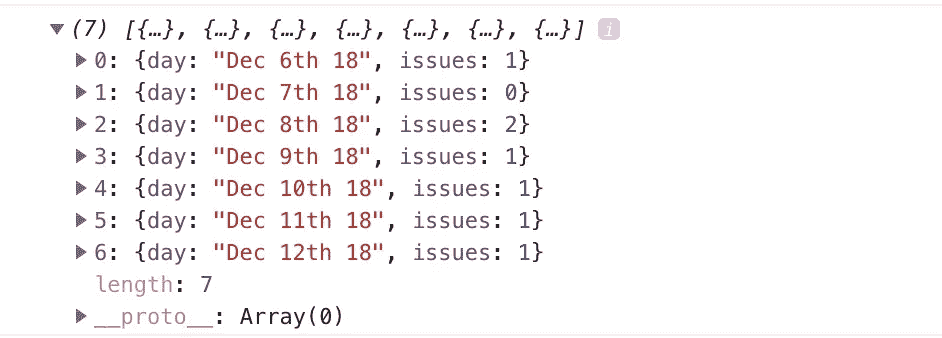 ▼ (7) [{…}, {…}, {…}, {…}, {…}, {…}, {…}] i
▶ 0: {day: "Dec 6th 18", issues: 1}
▶ 1: {day: "Dec 7th 18", issues: 0}
▶ 2: {day: "Dec 8th 18", issues: 2}
▶ 3: {day: "Dec 9th 18", issues: 1}
▶ 4: {day: "Dec 10th 18", issues: 1}
▶ 5: {day: "Dec 11th 18", issues: 1}
▶ 6: {day: "Dec 12th 18", issues: 1}
length: 7
▶ __proto__: Array(0)